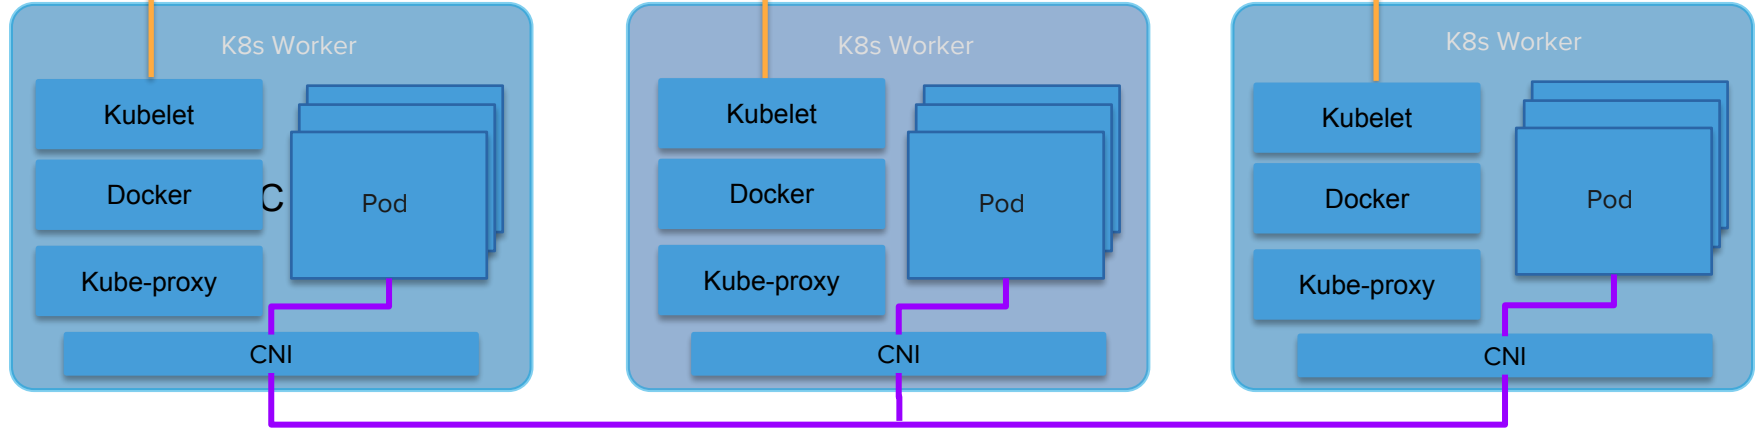 K8s Worker
Kubelet
Docker
C
Pod
Kube-proxy
CNI
K8s Worker
Kubelet
Docker
Pod
Kube-proxy
CNI
K8s Worker
Kubelet
Docker
Pod
Kube-proxy
CNI